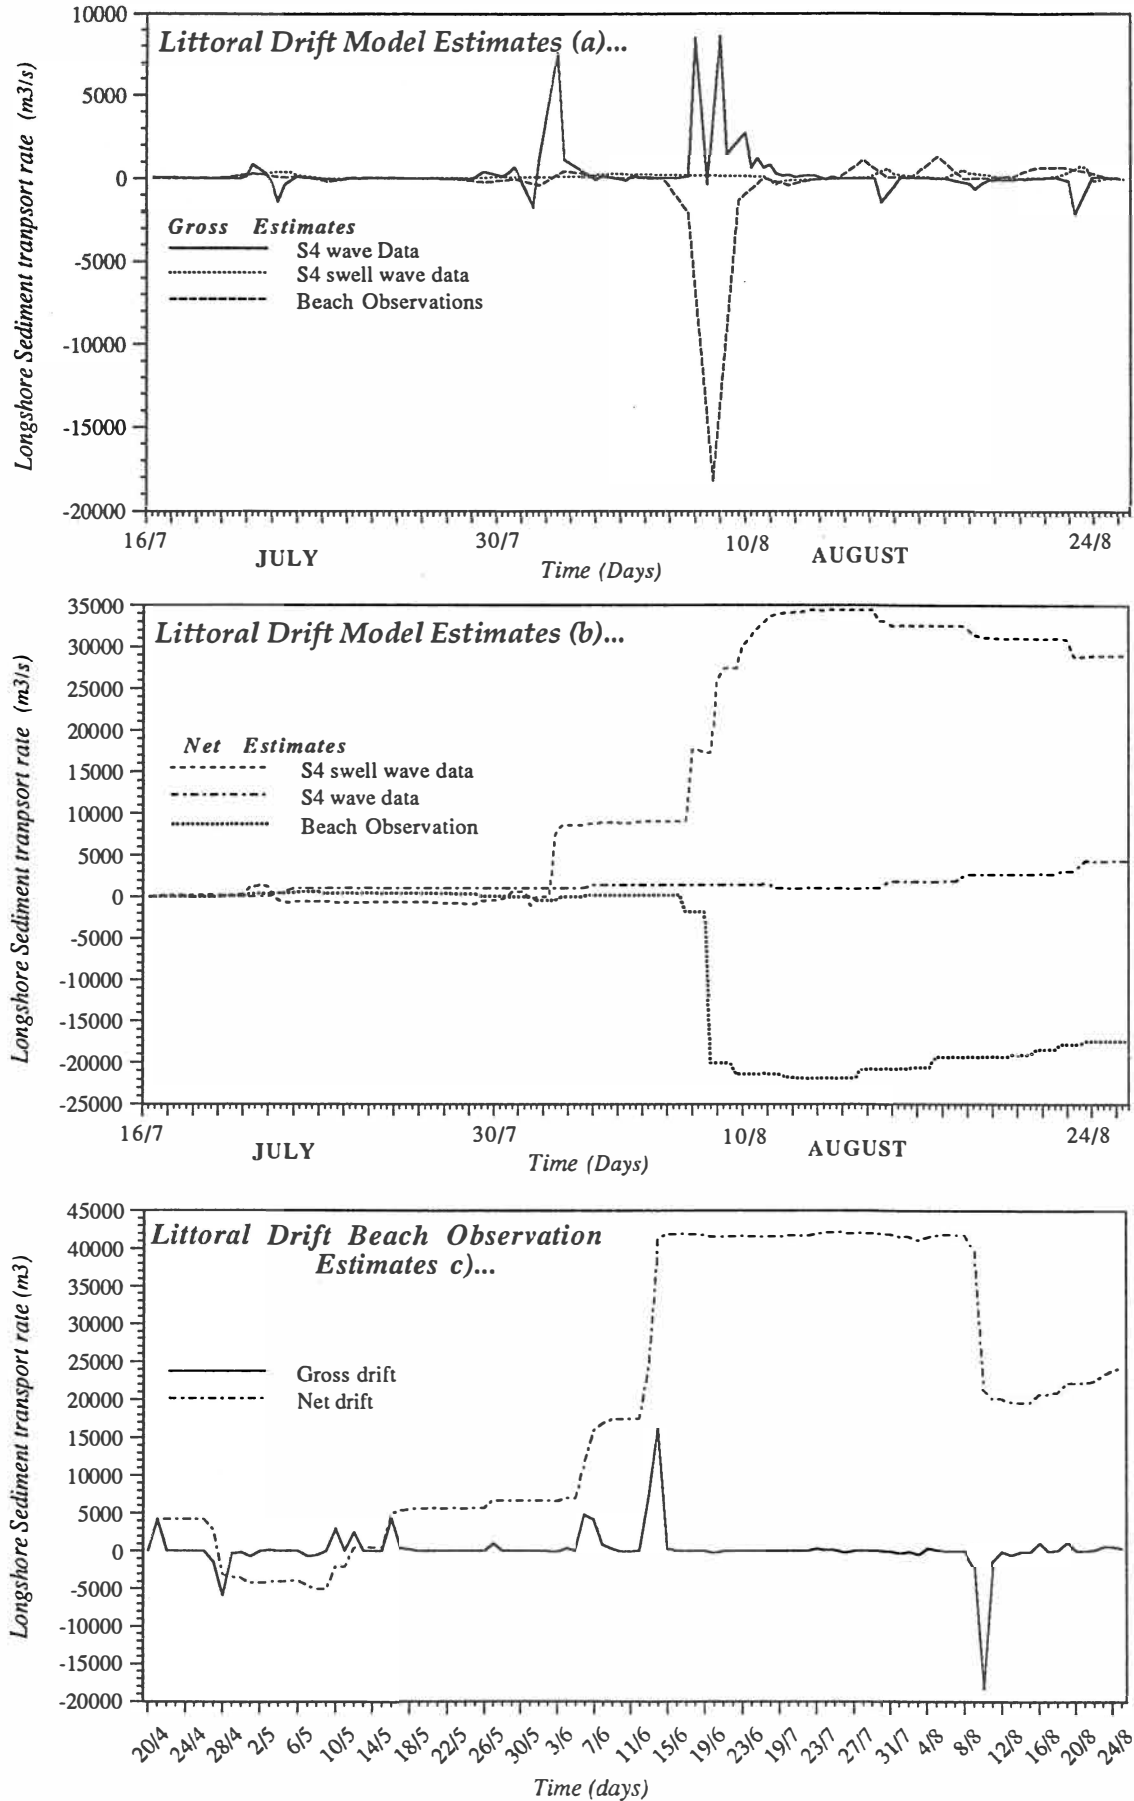 Littoral Drift Model Estimates (a)...
Longshore Sediment tranpsort rate (m3/s)
10000
5000
0
-5000
-10000
-15000
-20000
Gross Estimates
S4 wave Data
S4 swell wave data
Beach Observations
16/7
30/7
10/8
24/8
JULY
AUGUST
Time (Days)
Littoral Drift Model Estimates (b)...
Longshore Sediment tranpsort rate (m3/s)
35000
30000
25000
20000
15000
10000
5000
0
-5000
-10000
-15000
-20000
-25000
Net Estimates
S4 swell wave data
S4 wave data
Beach Observation
16/7
30/7
10/8
24/8
JULY
AUGUST
Time (Days)
Littoral Drift Beach Observation
Estimates c)...
Longshore Sediment transport rate (m3)
45000
40000
35000
30000
25000
20000
15000
10000
5000
0
-5000
-10000
-15000
-20000
Gross drift
Net drift
20/4
24/4
28/4
2/5
6/5
10/5
14/5
18/5
22/5
26/5
30/5
3/6
7/6
11/6
15/6
19/6
23/6
19/7
23/7
27/7
31/7
4/8
8/8
12/8
16/8
20/8
24/8
Time (days)